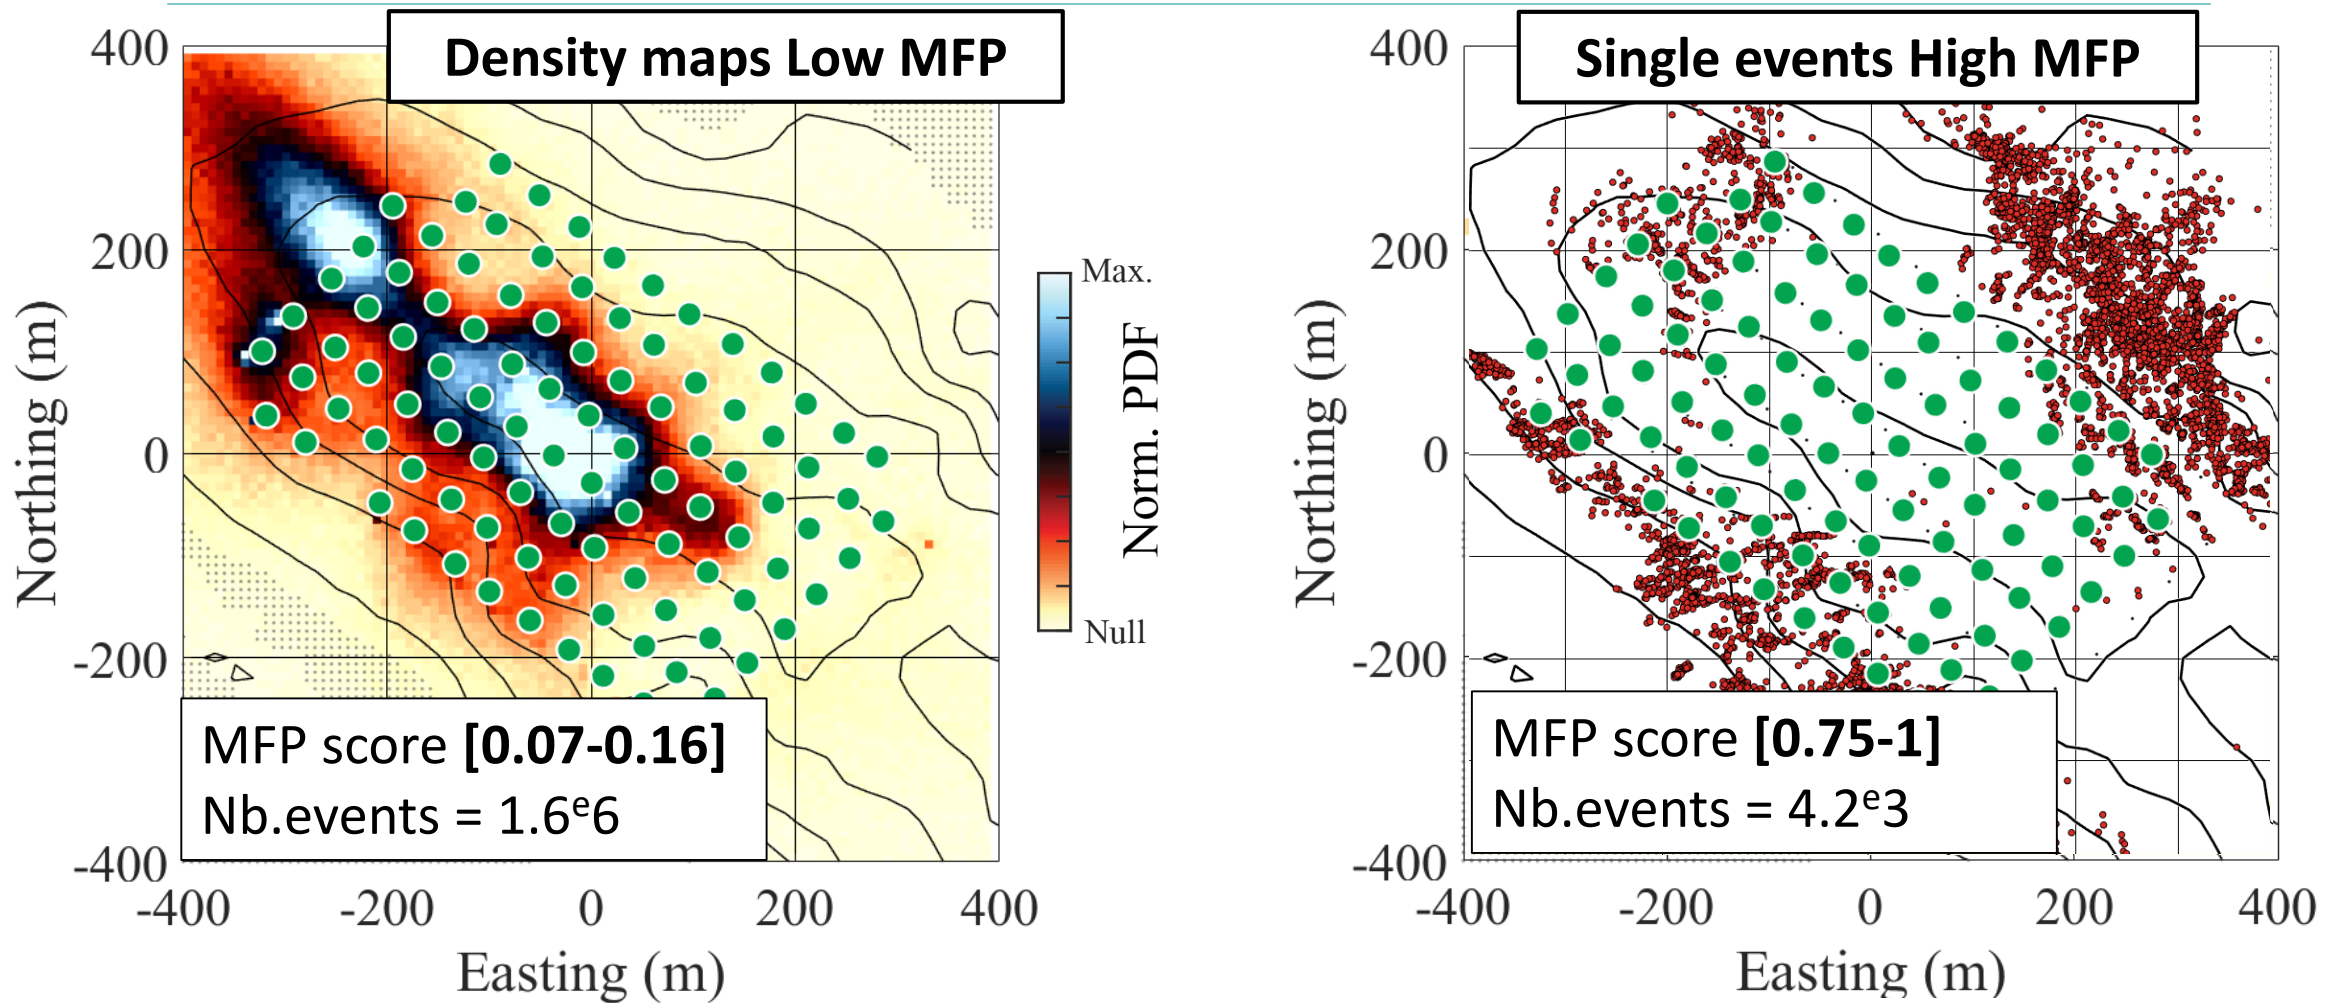 Density maps Low MFP
400
200
0
-200
-400
Northing (m)
-400
-200
0
200
400
Easting (m)
MFP score [0.07-0.16]
Nb.events = 1.6e6
Max.
Norm. PDF
Null
Single events High MFP
400
200
0
-200
-400
Northing (m)
-400
-200
0
200
400
Easting (m)
MFP score [0.75-1]
Nb.events = 4.2e3